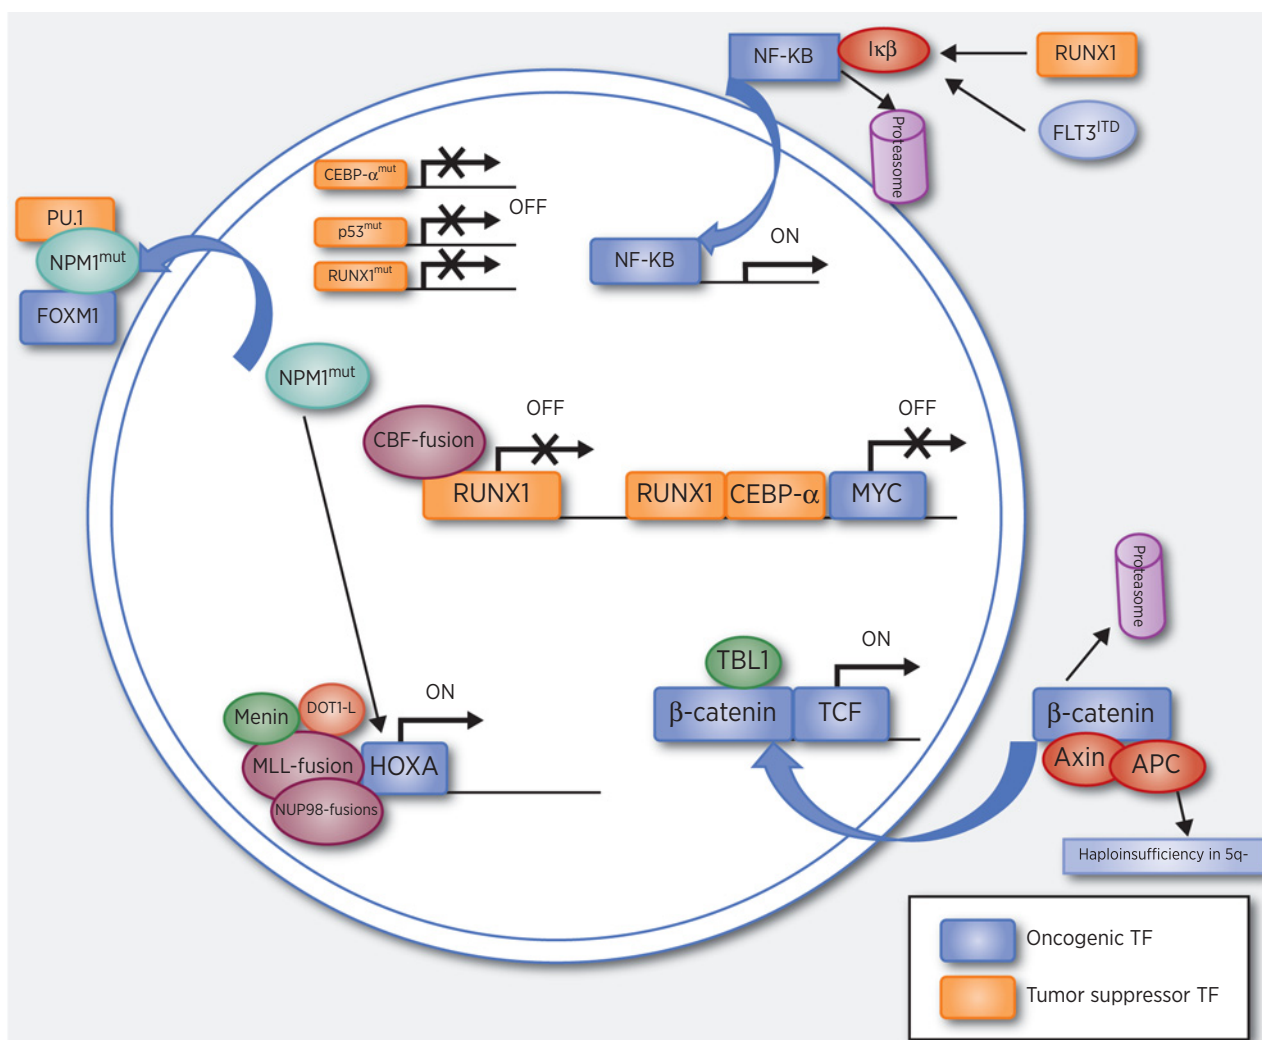 NF-KB
Iκβ
RUNX1
FLT3ITD
Proteasome
CEBP-αmut
OFF
p53mut
RUNX1mut
NF-KB
ON
PU.1
NPM1mut
FOXM1
NPM1mut
CBF-fusion
OFF
RUNX1
RUNX1
CEBP-α
MYC
OFF
Proteasome
TBL1
ON
β-catenin
TCF
β-catenin
Axin
APC
Haploinsufficiency in 5q-
Menin
DOT1-L
ON
MLL-fusion
HOXA
NUP98-fusions
Oncogenic TF
Tumor suppressor TF